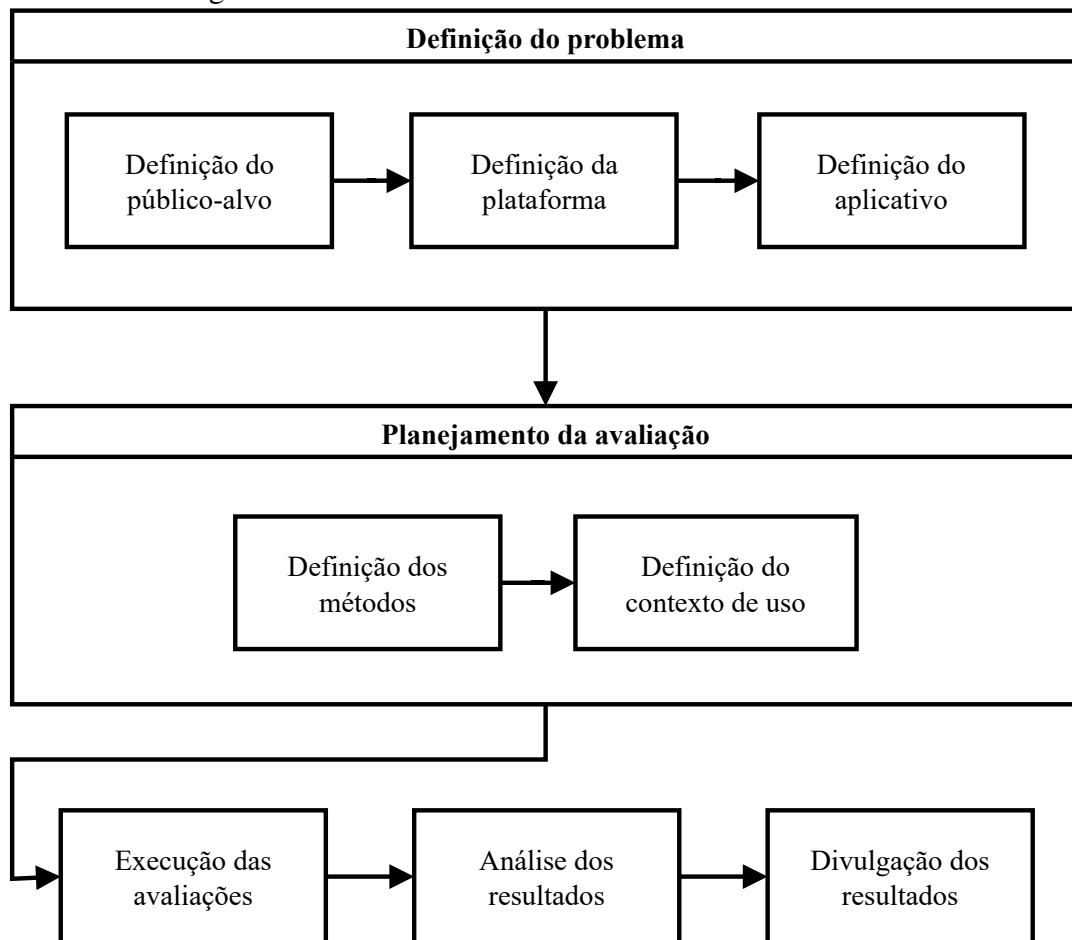 Definição do problema
Definição do
público-alvo
Definição da
plataforma
Definição do
aplicativo
Planejamento da avaliação
Definição dos
métodos
Definição do
contexto de uso
Execução das
avaliações
Análise dos
resultados
Divulgação dos
resultados